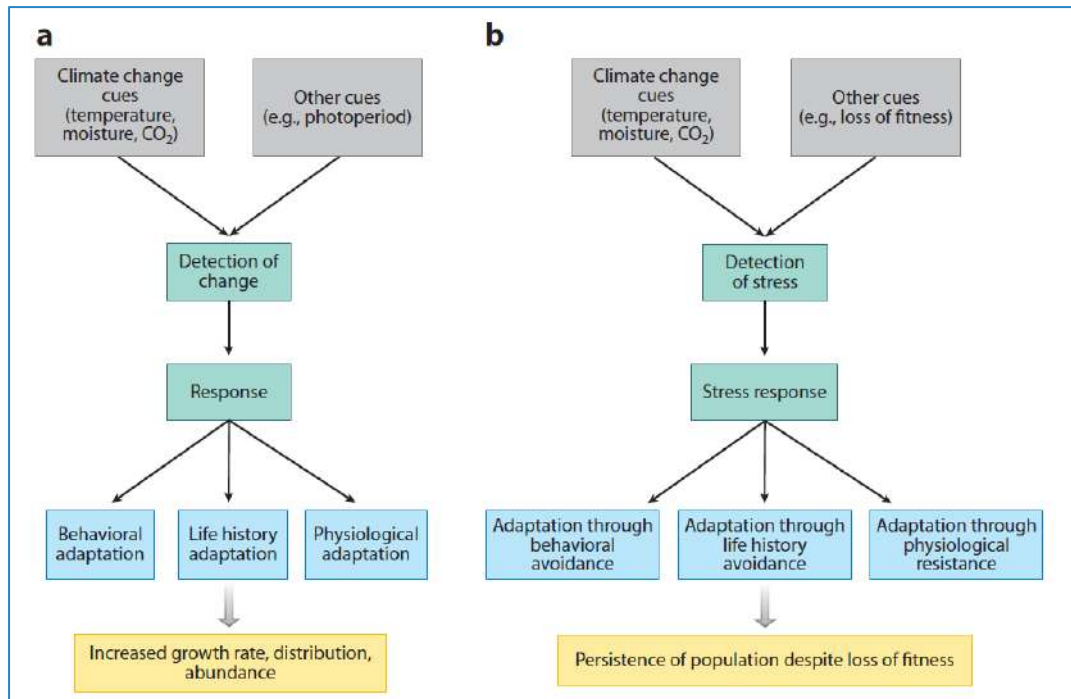 a
Climate change
cues
(temperature,
moisture, CO₂)
Other cues
(e.g., photoperiod)
Detection of
change
Response
Behavioral
adaptation
Life history
adaptation
Physiological
adaptation
Increased growth rate, distribution,
abundance
b
Climate change
cues
(temperature,
moisture, CO₂)
Other cues
(e.g., loss of fitness)
Detection
of stress
Stress response
Adaptation through
behavioral
avoidance
Adaptation through
life history
avoidance
Adaptation through
physiological
resistance
Persistence of population despite loss of fitness